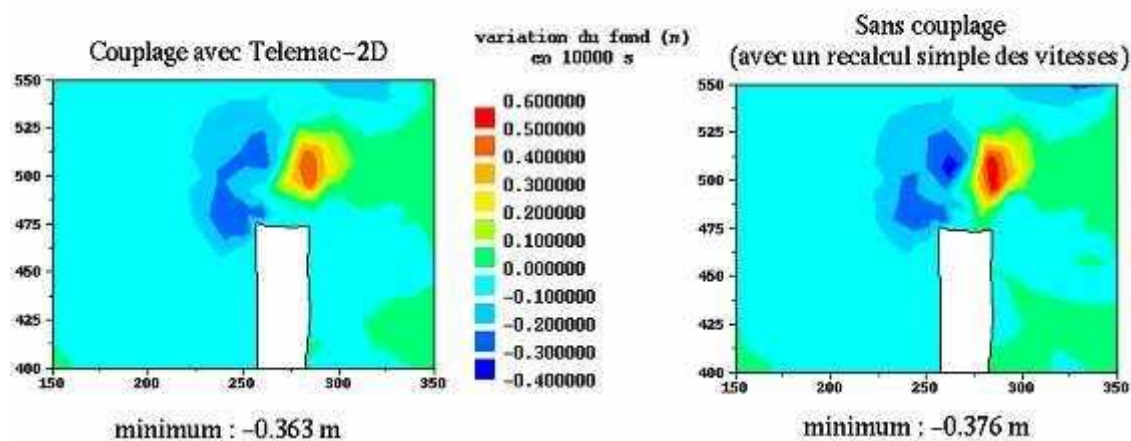 Couplage avec Telemac-2D
550
525
500
475
450
425
400
150 200 250 300 350
minimum : -0.363 m
variation du fond (m)
en 10000 s
0.600000
0.500000
0.400000
0.300000
0.200000
0.100000
0.000000
-0.100000
-0.200000
-0.300000
-0.400000
Sans couplage
(avec un recalcul simple des vitesses)
550
525
500
475
450
425
400
150 200 250 300 350
minimum : -0.376 m